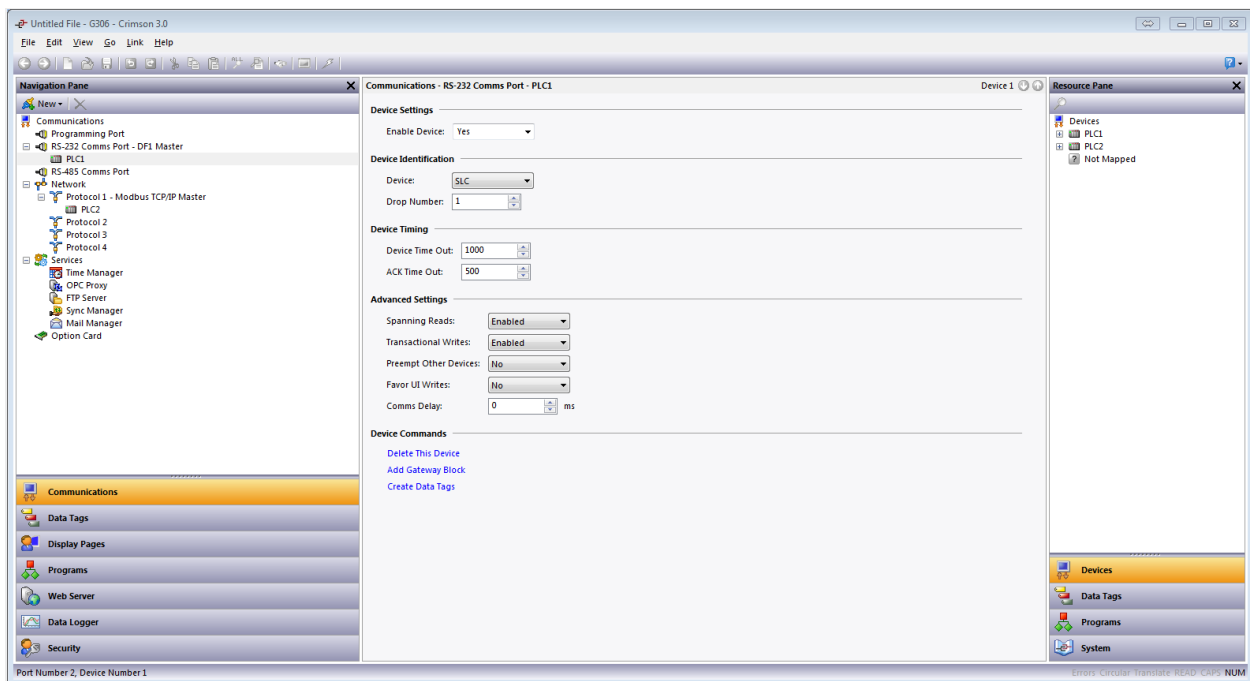 Untitled File - G306 - Crimson 3.0
File Edit View Go Link Help
Navigation Pane
New
Communications
Programming Port
RS-232 Comms Port - DF1 Master
PLC1
RS-485 Comms Port
Network
Protocol 1 - Modbus TCP/IP Master
PLC2
Protocol 2
Protocol 3
Protocol 4
Services
Time Manager
OPC Proxy
FTP Server
Sync Manager
Mail Manager
Option Card
Communications
Data Tags
Display Pages
Programs
Web Server
Data Logger
Security
Communications - RS-232 Comms Port - PLC1 Device 1
Device Settings
Enable Device: Yes
Device Identification
Device: SLC
Drop Number: 1
Device Timing
Device Time Out: 1000
ACK Time Out: 500
Advanced Settings
Spanning Reads: Enabled
Transactional Writes: Enabled
Preempt Other Devices: No
Favor UI Writes: No
Comms Delay: 0 ms
Device Commands
Delete This Device
Add Gateway Block
Create Data Tags
Resource Pane
Devices
PLC1
PLC2
Not Mapped
Devices
Data Tags
Programs
System
Port Number 2, Device Number 1 Errors Circular Translate READ CAPS NUM